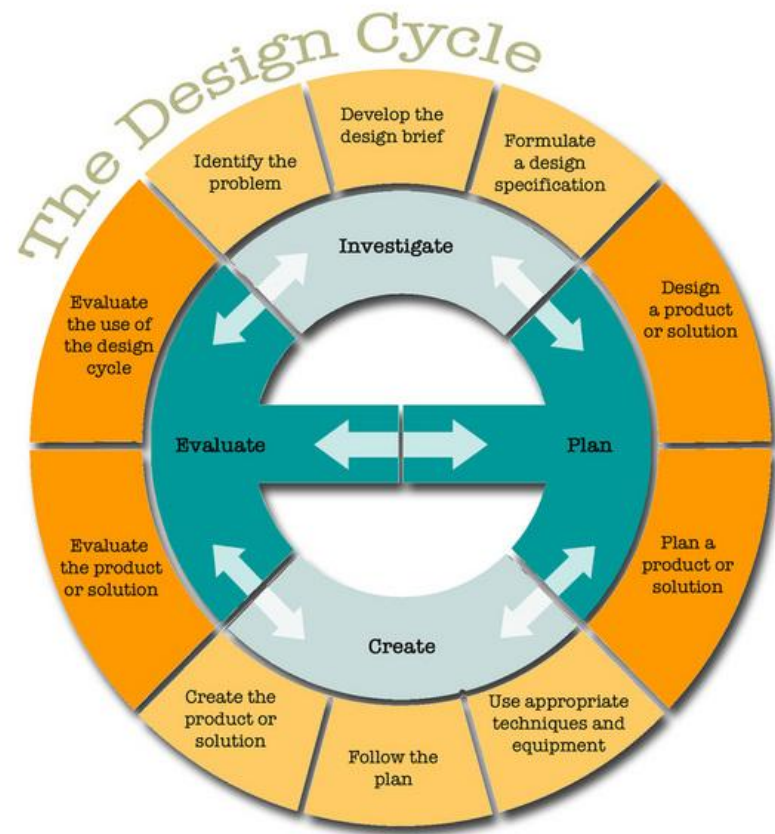 The Design Cycle
Identify the
problem
Develop the
design brief
Formulate
a design
specification
Investigate
Design
a product
or solution
Plan a
product or
solution
Plan
Use appropriate
techniques and
equipment
Follow the
plan
Create the
product or
solution
Create
Evaluate
the product
or solution
Evaluate
the use of
the design
cycle
Evaluate